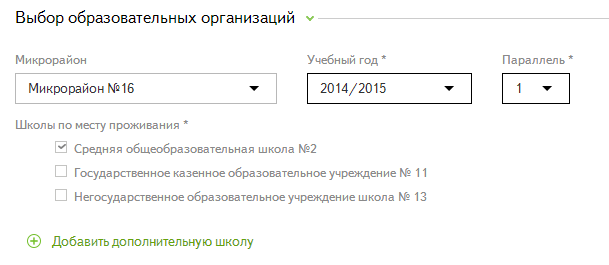 Выбор образовательных организаций
Микрорайон Учебный год * Параллель *
Микрорайон №16 2014/2015 1
Школы по месту проживания *
Средняя общеобразовательная школа №2
Государственное казенное образовательное учреждение № 11
Негосударственное образовательное учреждение школа № 13
Добавить дополнительную школу